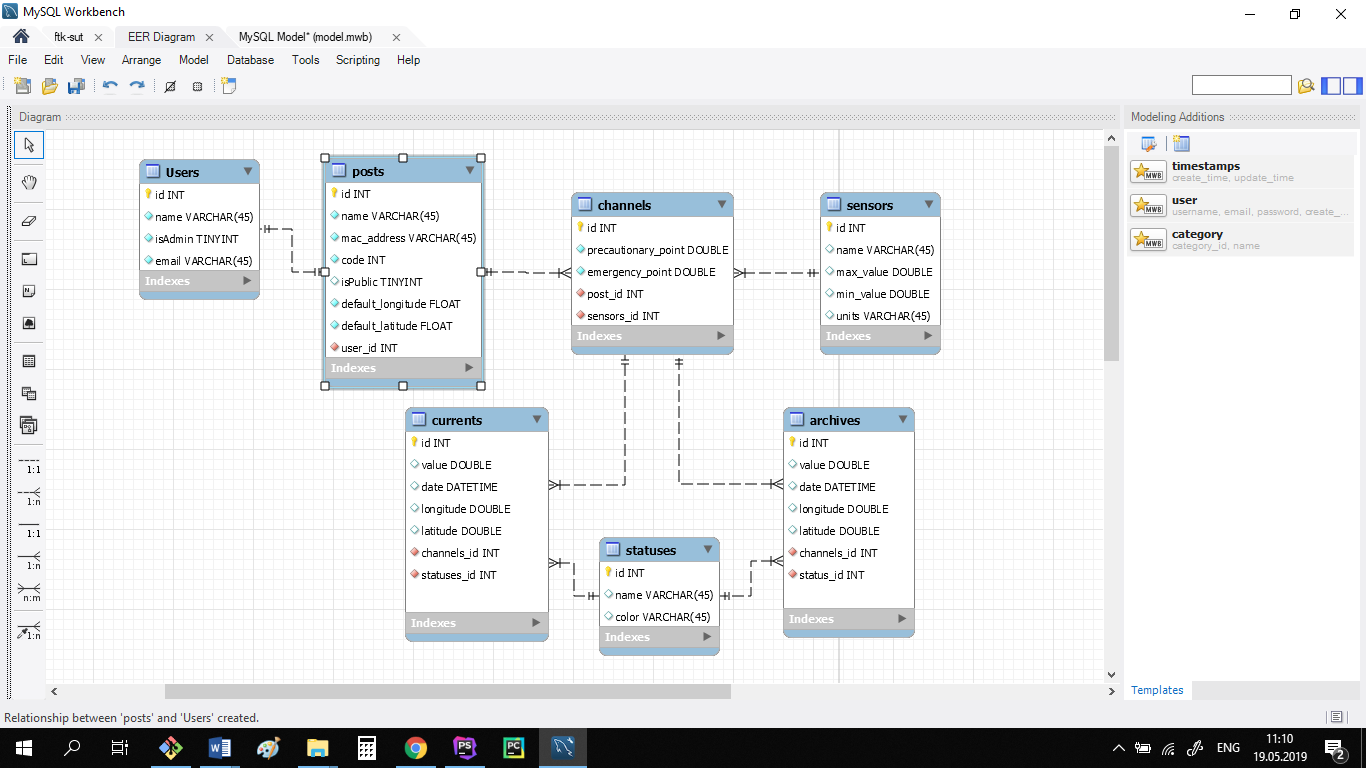 MySQL Workbench
ftk-sut
EER Diagram
MySQL Model* (model.mwb)
File Edit View Arrange Model Database Tools Scripting Help
Diagram
Modeling Additions
Users
id INT
name VARCHAR(45)
isAdmin TINYINT
email VARCHAR(45)
Indexes
posts
id INT
name VARCHAR(45)
mac_address VARCHAR(45)
code INT
isPublic TINYINT
default_longitude FLOAT
default_latitude FLOAT
user_id INT
Indexes
channels
id INT
precautionary_point DOUBLE
emergency_point DOUBLE
post_id INT
sensors_id INT
Indexes
sensors
id INT
name VARCHAR(45)
max_value DOUBLE
min_value DOUBLE
units VARCHAR(45)
Indexes
currents
id INT
value DOUBLE
date DATETIME
longitude DOUBLE
latitude DOUBLE
channels_id INT
statuses_id INT
Indexes
statuses
id INT
name VARCHAR(45)
color VARCHAR(45)
Indexes
archives
id INT
value DOUBLE
date DATETIME
longitude DOUBLE
latitude DOUBLE
channels_id INT
status_id INT
Indexes
1:1
1:n
1:1
1:n
n:m
1:n
MWB
timestamps
create_time, update_time
MWB
user
username, email, password, create_...
MWB
category
category_id, name
Templates
Relationship between 'posts' and 'Users' created.
W
PS
PC
ENG
11:10
19.05.2019
2